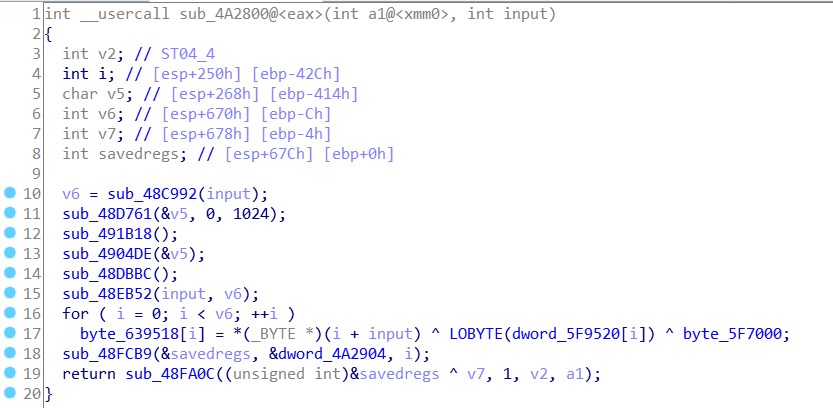 1 int __usercall sub_4A2800@<eax>(int a1@<xmm0>, int input)
2 {
3 int v2; // ST04_4
4 int i; // [esp+250h] [ebp-42Ch]
5 char v5; // [esp+268h] [ebp-414h]
6 int v6; // [esp+670h] [ebp-Ch]
7 int v7; // [esp+678h] [ebp-4h]
8 int savedregs; // [esp+67Ch] [ebp+0h]
9
10 v6 = sub_48C992(input);
11 sub_48D761(&v5, 0, 1024);
12 sub_491B18();
13 sub_4904DE(&v5);
14 sub_48DBBC();
15 sub_48EB52(input, v6);
16 for ( i = 0; i < v6; ++i )
17 byte_639518[i] = *(_BYTE *)(i + input) ^ LOBYTE(dword_5F9520[i]) ^ byte_5F7000;
18 sub_48FCB9(&savedregs, &dword_4A2904, i);
19 return sub_48FA0C((unsigned int)&savedregs ^ v7, 1, v2, a1);
20 }